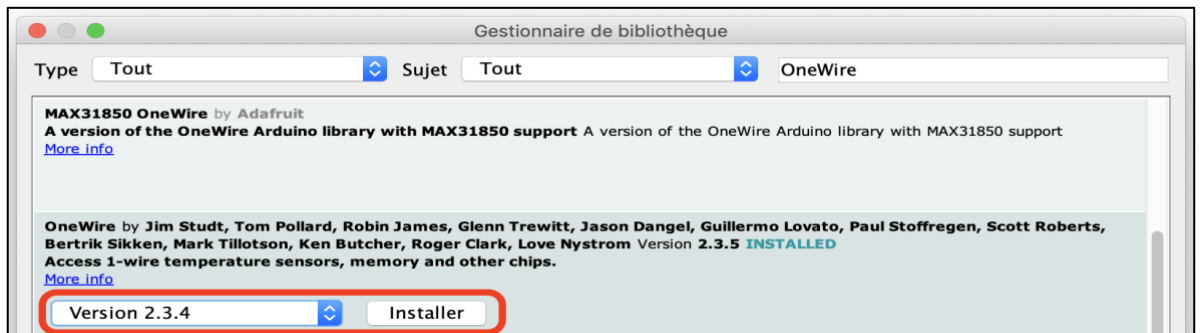 Gestionnaire de bibliothèque
Type Tout Sujet Tout OneWire
MAX31850 OneWire by Adafruit
A version of the OneWire Arduino library with MAX31850 support A version of the OneWire Arduino library with MAX31850 support
More info
OneWire by Jim Studt, Tom Pollard, Robin James, Glenn Trewitt, Jason Dangel, Guillermo Lovato, Paul Stoffregen, Scott Roberts,
Bertrik Sikken, Mark Tillotson, Ken Butcher, Roger Clark, Love Nystrom Version 2.3.5 INSTALLED
Access 1-wire temperature sensors, memory and other chips.
More info
Version 2.3.4 Installer